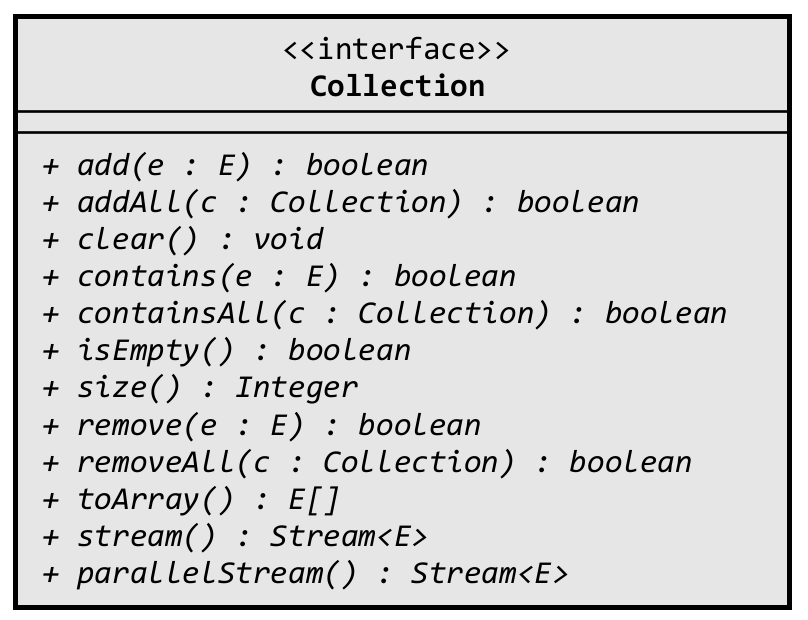 <<interface>>
Collection
+ add(e : E) : boolean
+ addAll(c : Collection) : boolean
+ clear() : void
+ contains(e : E) : boolean
+ containsAll(c : Collection) : boolean
+ isEmpty() : boolean
+ size() : Integer
+ remove(e : E) : boolean
+ removeAll(c : Collection) : boolean
+ toArray() : E[]
+ stream() : Stream<E>
+ parallelStream() : Stream<E>